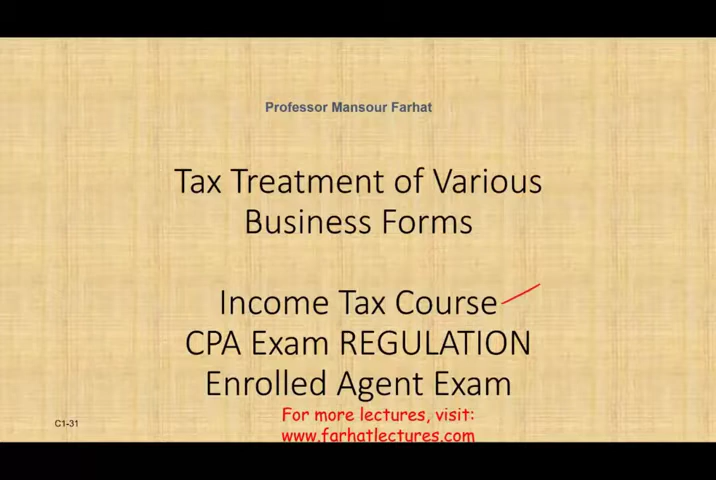 Professor Mansour Farhat
Tax Treatment of Various
Business Forms
Income Tax Course
CPA Exam REGULATION
Enrolled Agent Exam
For more lectures, visit:
www.farhatlectures.com
C1-31